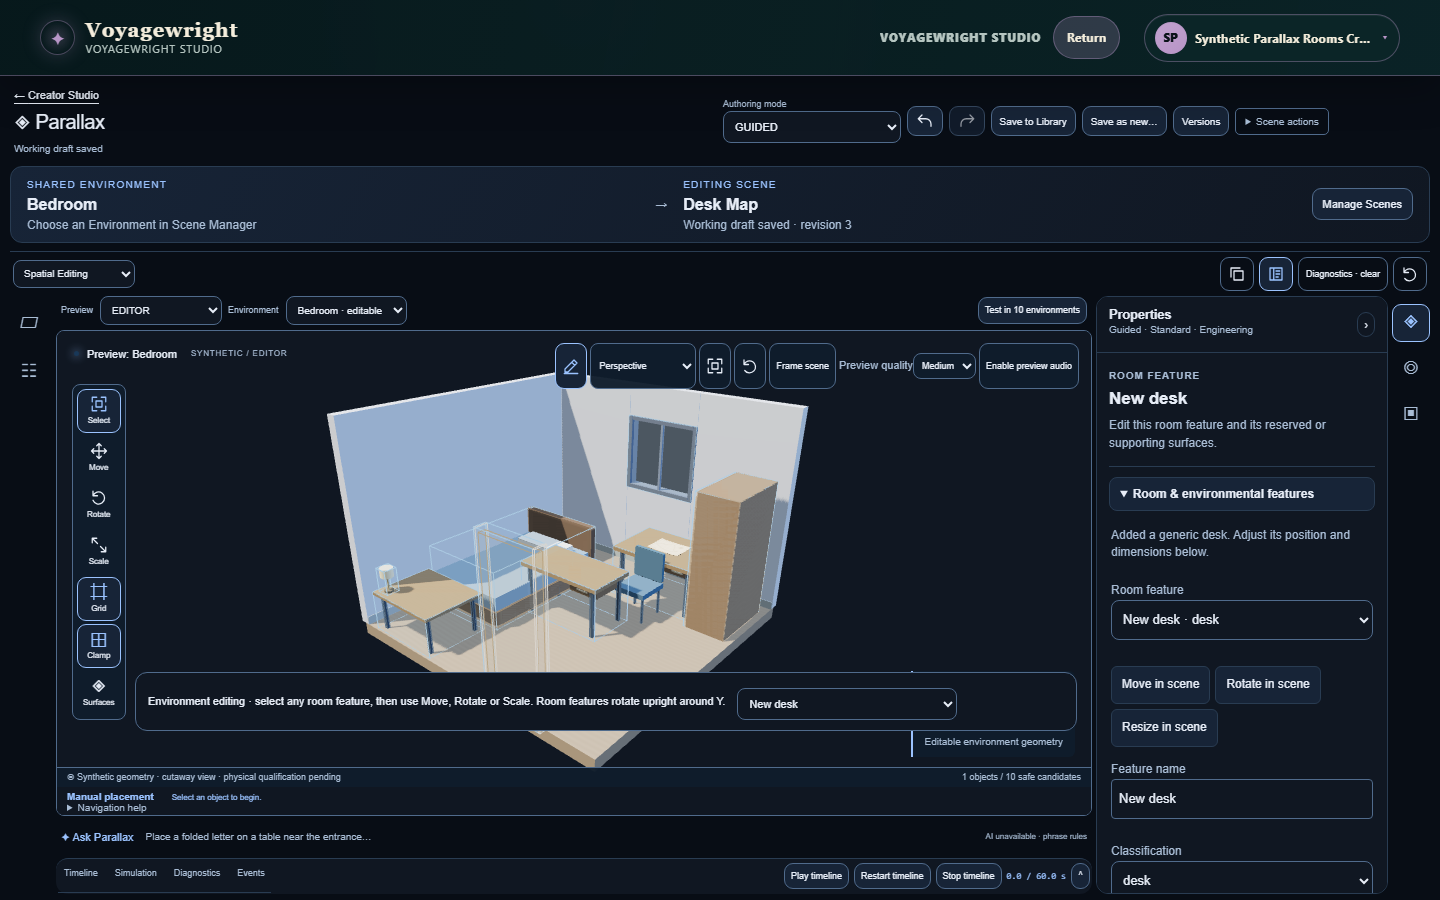 Voyagewright
VOYAGEWRIGHT STUDIO
VOYAGEWRIGHT STUDIO
Return
SP
Synthetic Parallax Rooms Cr...
← Creator Studio
Parallax
Working draft saved
Authoring mode
GUIDED
Save to Library
Save as new...
Versions
Scene actions
SHARED ENVIRONMENT
Bedroom
Choose an Environment in Scene Manager
→
EDITING SCENE
Desk Map
Working draft saved · revision 3
Manage Scenes
Spatial Editing
Diagnostics · clear
Preview
EDITOR
Environment
Bedroom · editable
Test in 10 environments
Preview: Bedroom
SYNTHETIC / EDITOR
Perspective
Frame scene
Preview quality
Medium
Enable preview audio
Select
Move
Rotate
Scale
Grid
Clamp
Surfaces
Environment editing · select any room feature, then use Move, Rotate or Scale. Room features rotate upright around Y.
New desk
Editable environment geometry
Synthetic geometry · cutaway view · physical qualification pending
1 objects / 10 safe candidates
Manual placement
Select an object to begin.
Navigation help
Ask Parallax
Place a folded letter on a table near the entrance...
AI unavailable · phrase rules
Timeline
Simulation
Diagnostics
Events
Play timeline
Restart timeline
Stop timeline
0.0 / 60.0 s
Properties
Guided · Standard · Engineering
ROOM FEATURE
New desk
Edit this room feature and its reserved or
supporting surfaces.
Room & environmental features
Added a generic desk. Adjust its position and
dimensions below.
Room feature
New desk · desk
Move in scene
Rotate in scene
Resize in scene
Feature name
New desk
Classification
desk